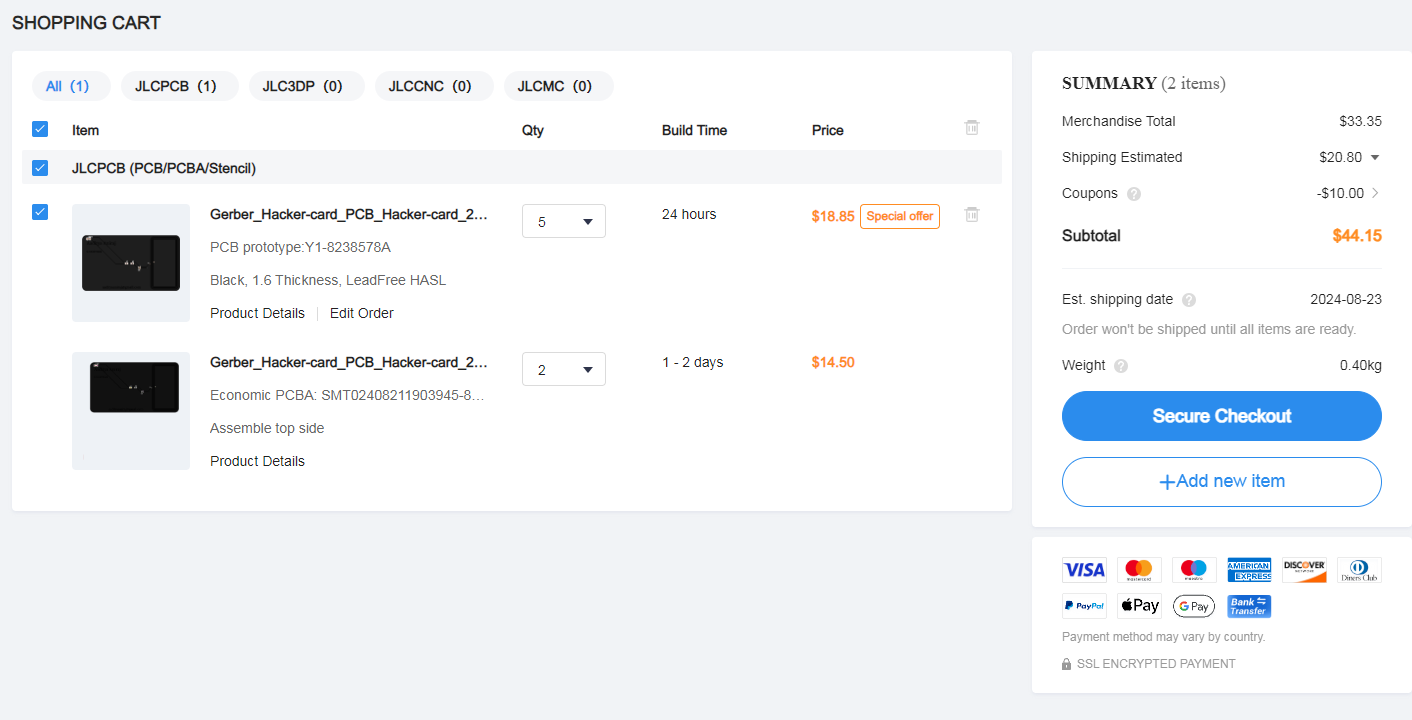 SHOPPING CART
All (1) JLCPCB (1) JLC3DP (0) JLCCNC (0) JLCMC (0)
Item Qty Build Time Price
JLCPCB (PCB/PCBA/Stencil)
Gerber_Hacker-card_PCB_Hacker-card_2... 5 24 hours $18.85 Special offer
PCB prototype:Y1-8238578A
Black, 1.6 Thickness, LeadFree HASL
Product Details Edit Order
Gerber_Hacker-card_PCB_Hacker-card_2... 2 1 - 2 days $14.50
Economic PCBA: SMT02408211903945-8...
Assemble top side
Product Details
SUMMARY (2 items)
Merchandise Total $33.35
Shipping Estimated $20.80
Coupons ? -$10.00
Subtotal $44.15
Est. shipping date ? 2024-08-23
Order won't be shipped until all items are ready.
Weight ? 0.40kg
Secure Checkout
+Add new item
VISA mastercard maestro AMERICAN EXPRESS DISCOVER NETWORK Diners Club
PayPal Pay G Pay Bank Transfer
Payment method may vary by country.
SSL ENCRYPTED PAYMENT